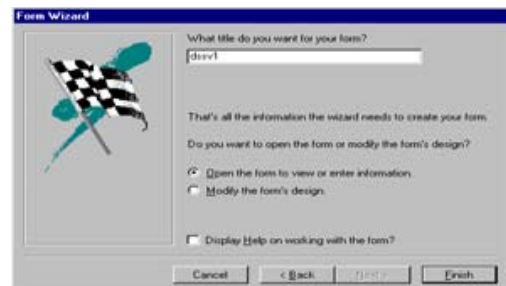 Form Wizard
What title do you want for your form?
dssv1
That's all the information the wizard needs to create your form.
Do you want to open the form or modify the form's design?
Open the form to view or enter information.
Modify the form's design.
Display Help on working with the form?
Cancel
< Back
Next >
Finish